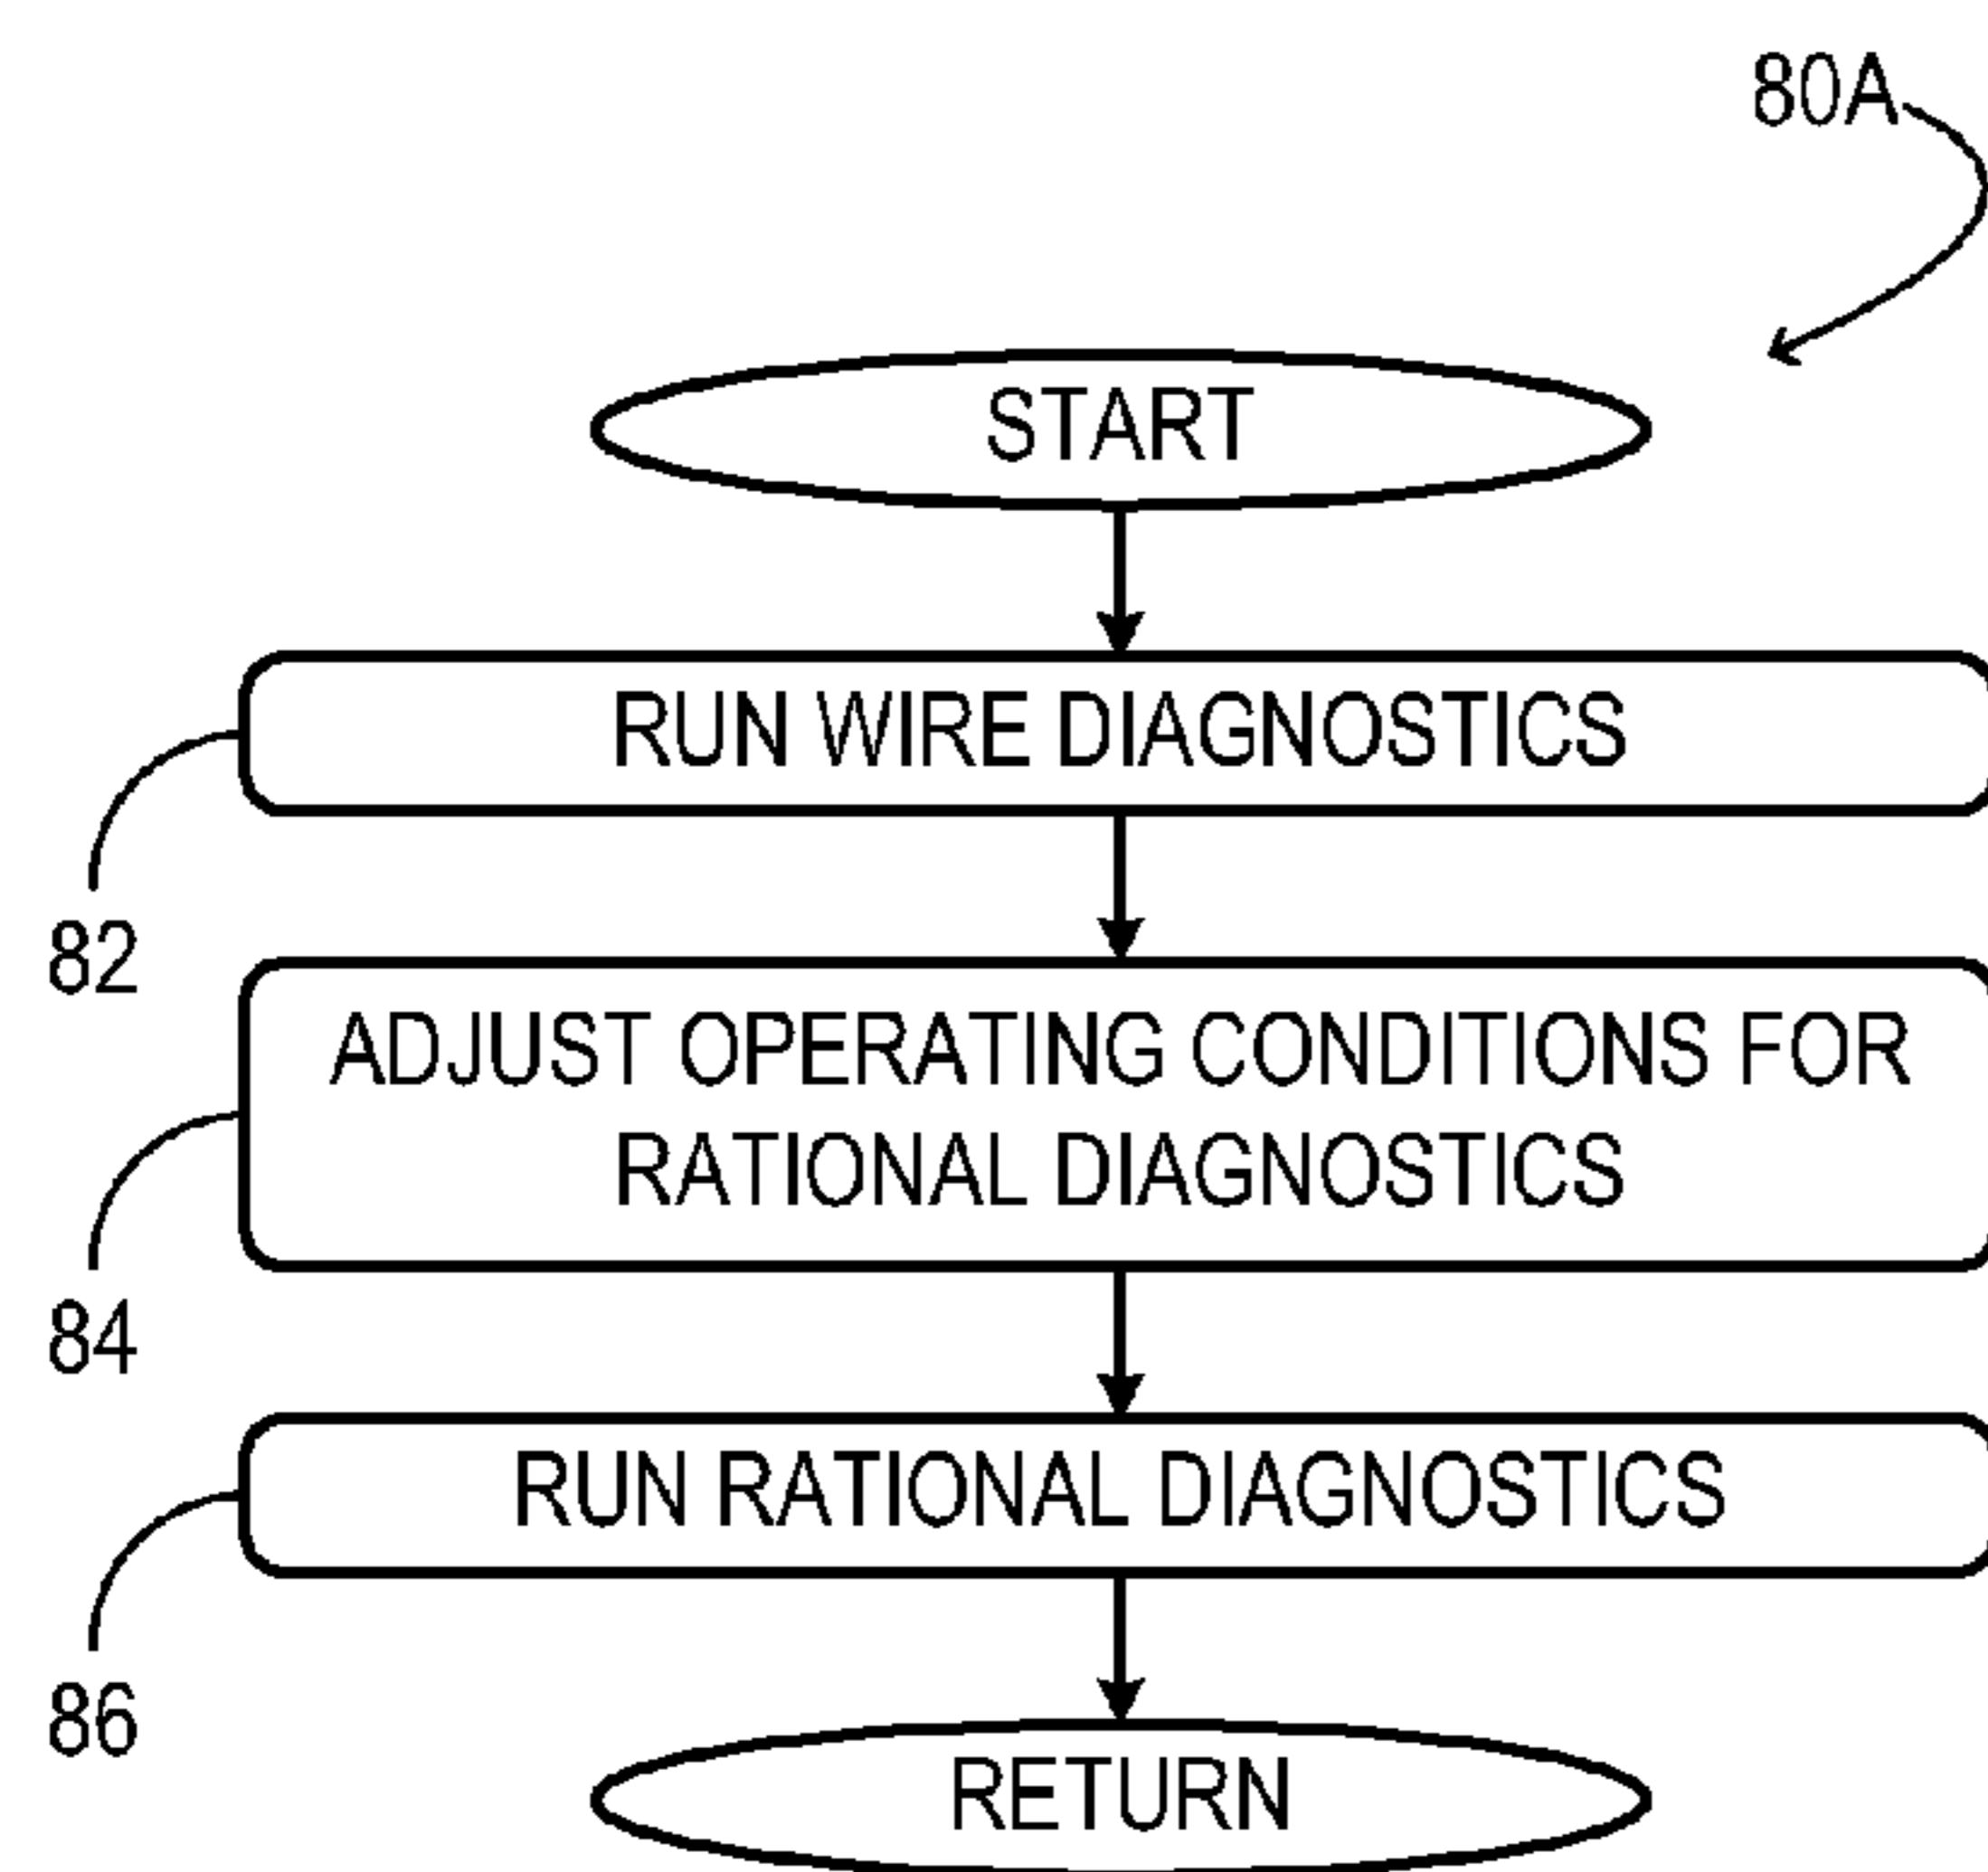 80A
START
RUN WIRE DIAGNOSTICS
82
ADJUST OPERATING CONDITIONS FOR
RATIONAL DIAGNOSTICS
84
RUN RATIONAL DIAGNOSTICS
86
RETURN